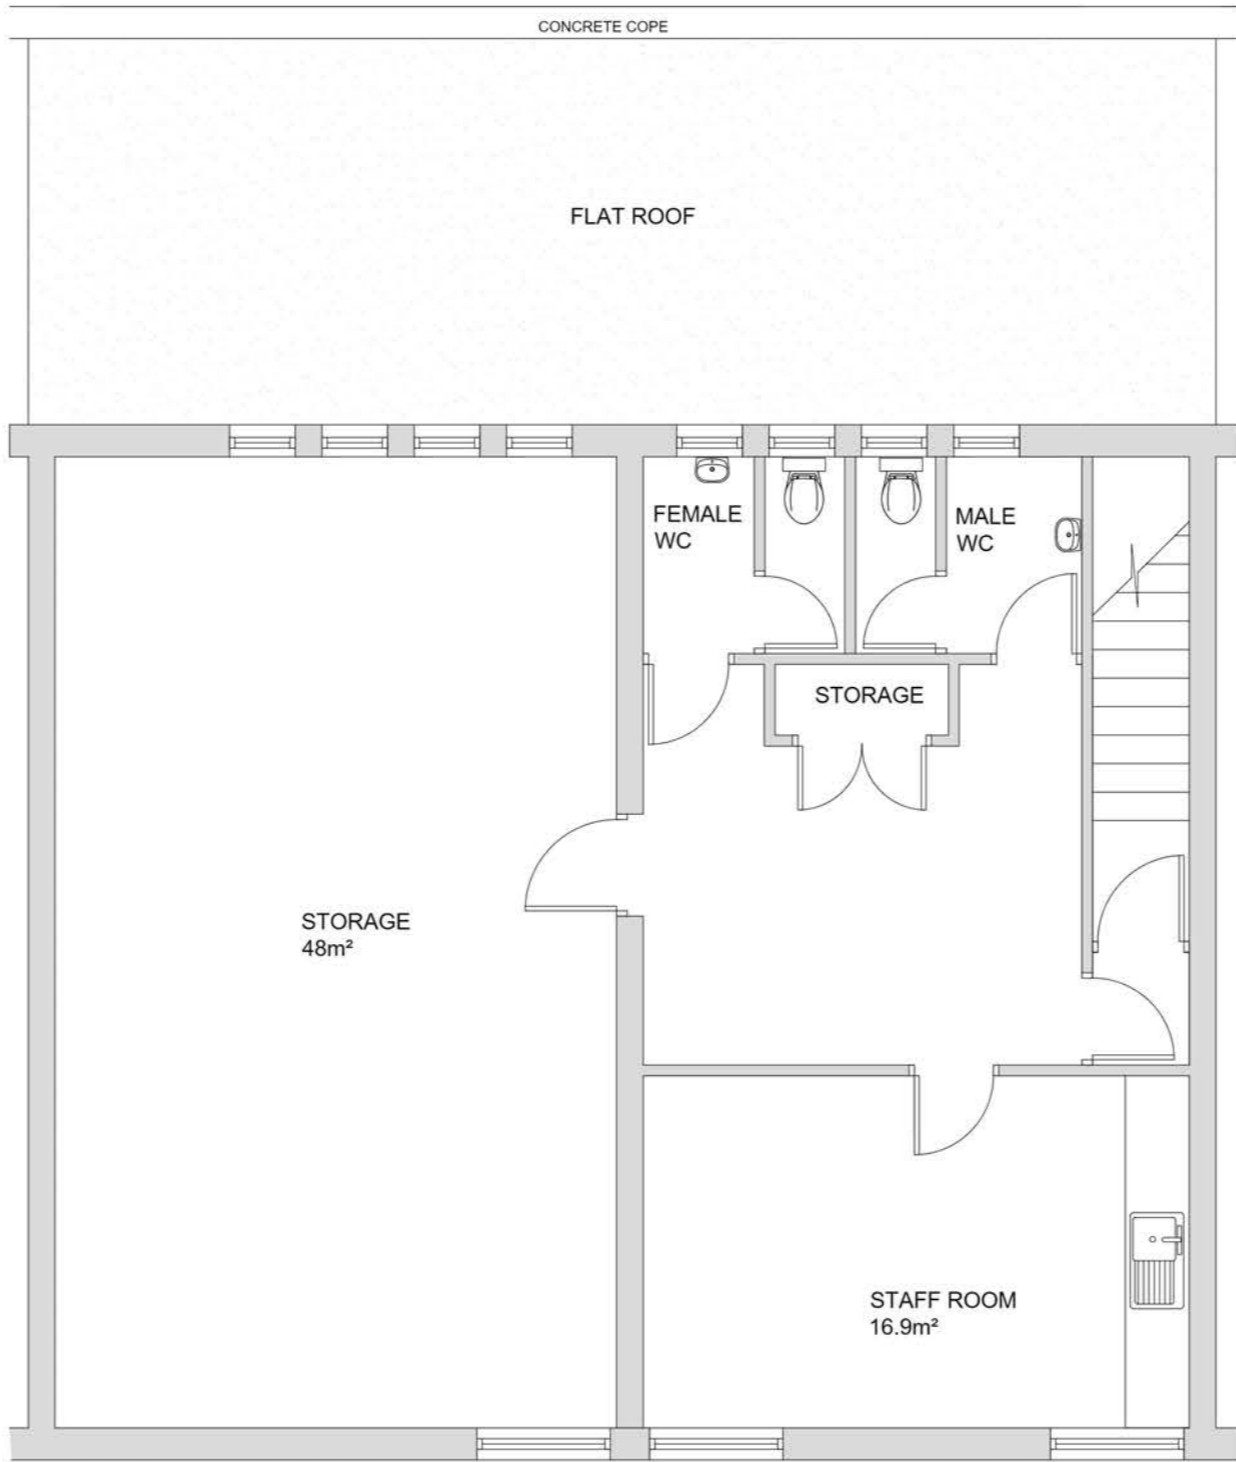 CONCRETE COPE
FLAT ROOF
FEMALE
WC
MALE
WC
STORAGE
STORAGE
48m²
STAFF ROOM
16.9m²